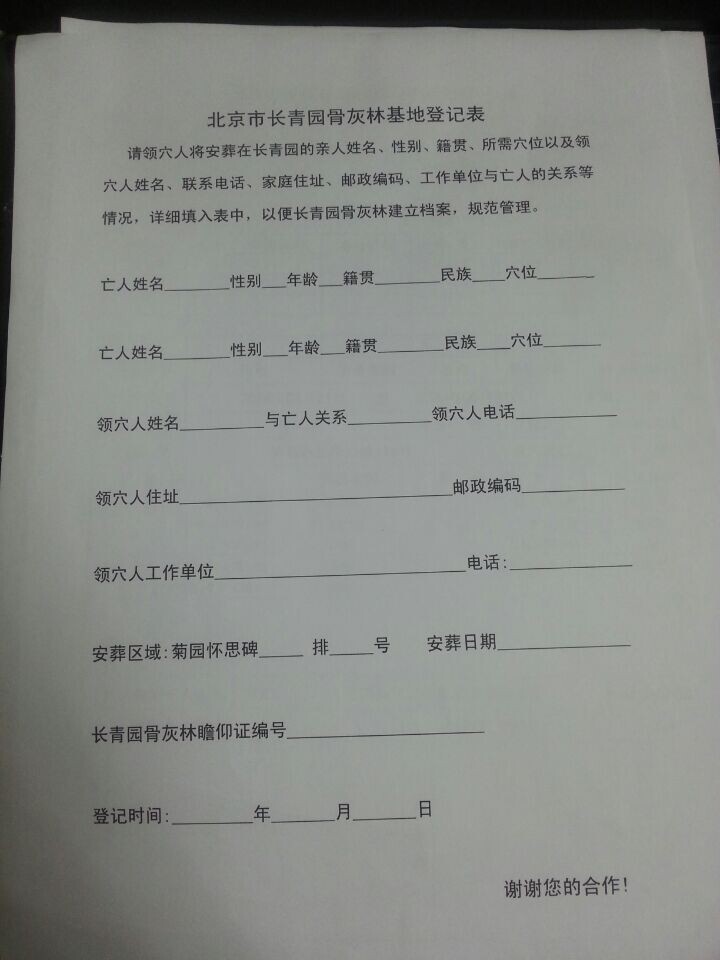 北京市长青园骨灰林基地登记表
请领穴人将安葬在长青园的亲人姓名、性别、籍贯、所需穴位以及领
穴人姓名、联系电话、家庭住址、邮政编码、工作单位与亡人的关系等
情况，详细填入表中，以便长青园骨灰林建立档案，规范管理。
亡人姓名________性别___年龄___籍贯________民族____穴位_______
亡人姓名________性别___年龄___籍贯________民族____穴位_______
领穴人姓名__________与亡人关系__________领穴人电话____________
领穴人住址________________________________邮政编码____________
领穴人工作单位______________________________电话:______________
安葬区域:菊园怀思碑_____ 排_____号 安葬日期________________
长青园骨灰林瞻仰证编号_______________________
登记时间:_________年_______月_______日
谢谢您的合作!